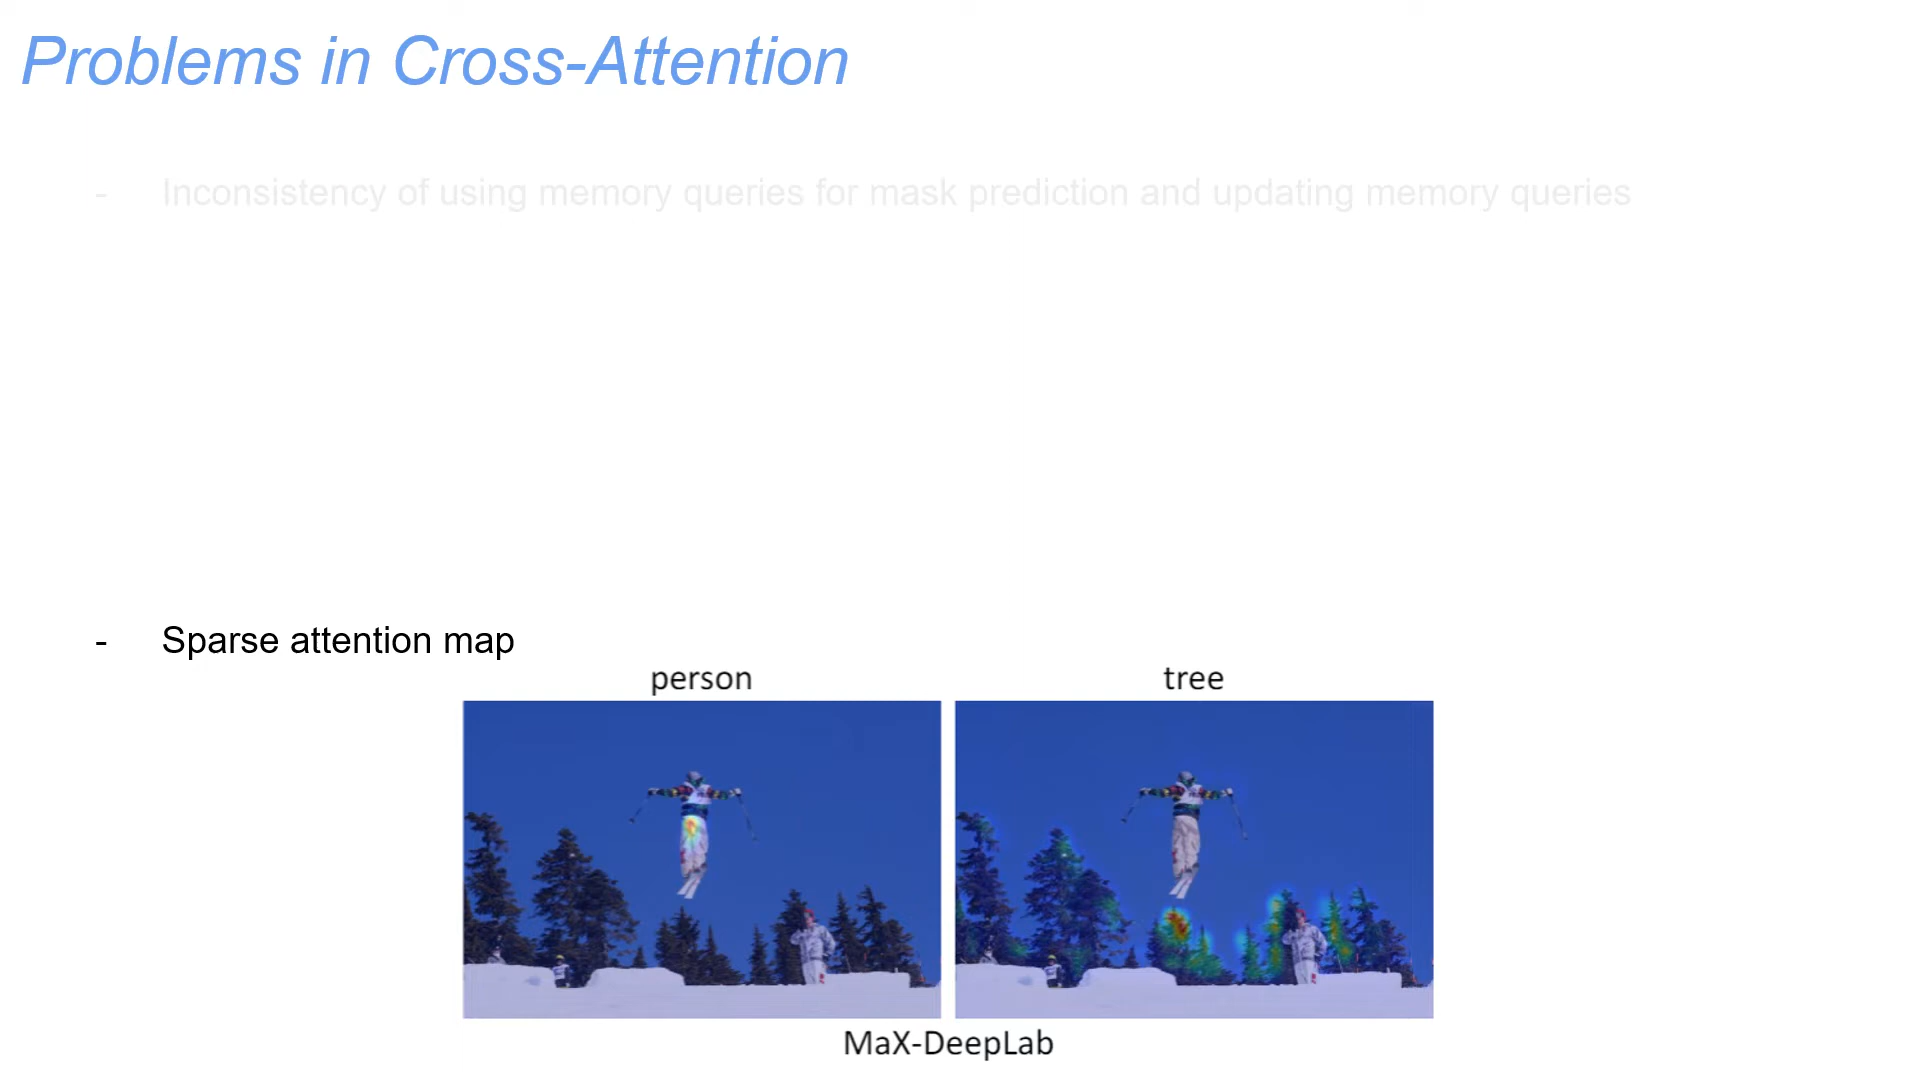 Problems in Cross-Attention
- Inconsistency of using memory queries for mask prediction and updating memory queries
- Sparse attention map
person tree
MaX-DeepLab